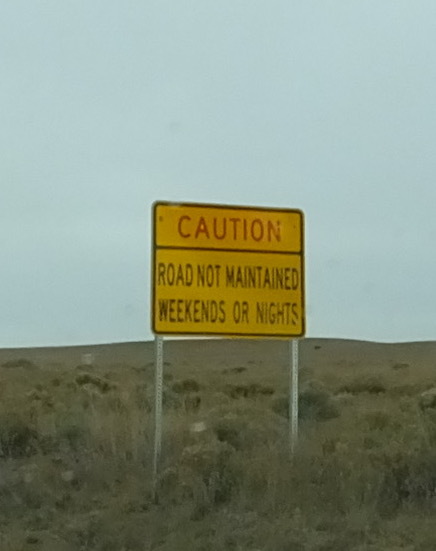 CAUTION
ROAD NOT MAINTAINED
WEEKENDS OR NIGHTS